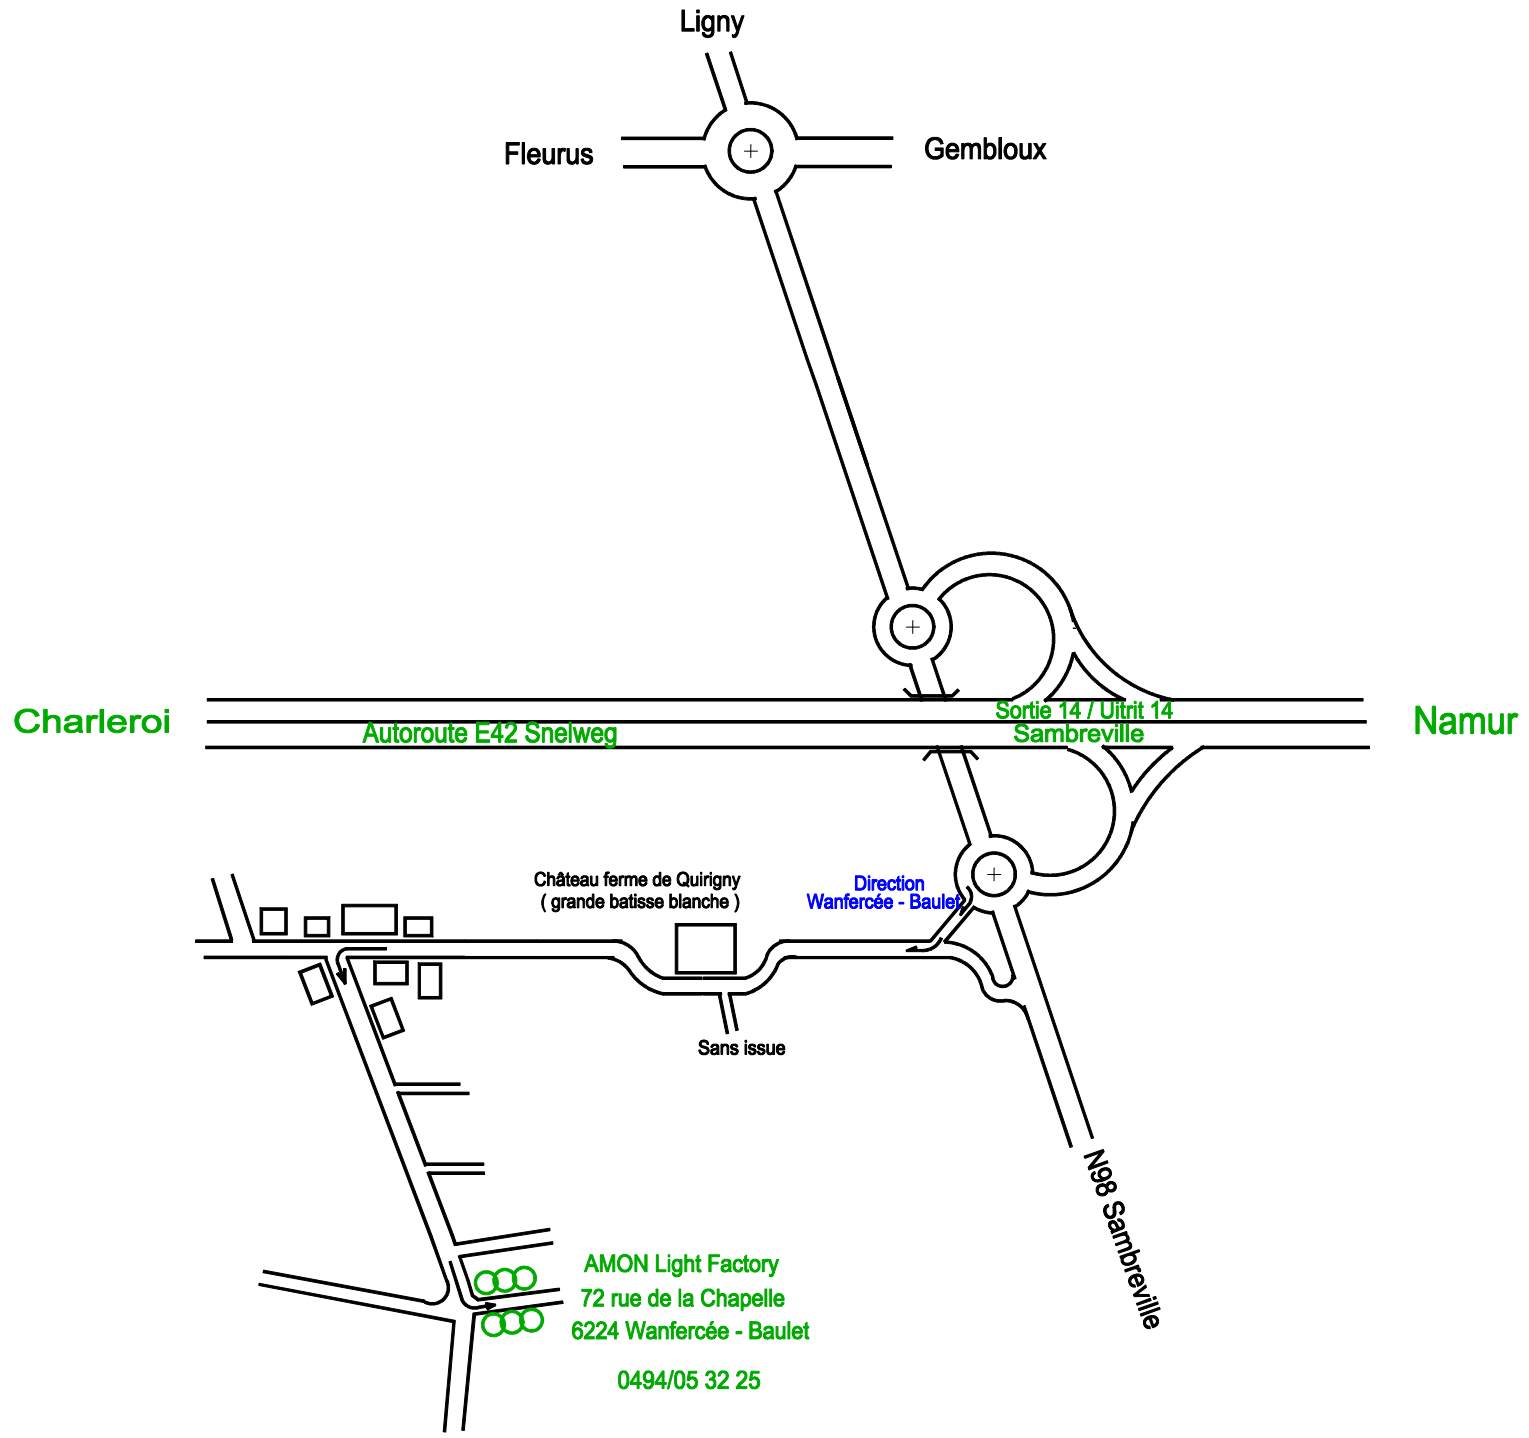 Ligny
Fleurus
Gembloux
Charleroi
Autoroute E42 Snelweg
Sortie 14 / Uitrit 14
Sambreville
Namur
Château ferme de Quirigny
( grande batisse blanche )
Direction
Wanfercée - Baulet
Sans issue
N98 Sambreville
AMON Light Factory
72 rue de la Chapelle
6224 Wanfercée - Baulet
0494/05 32 25